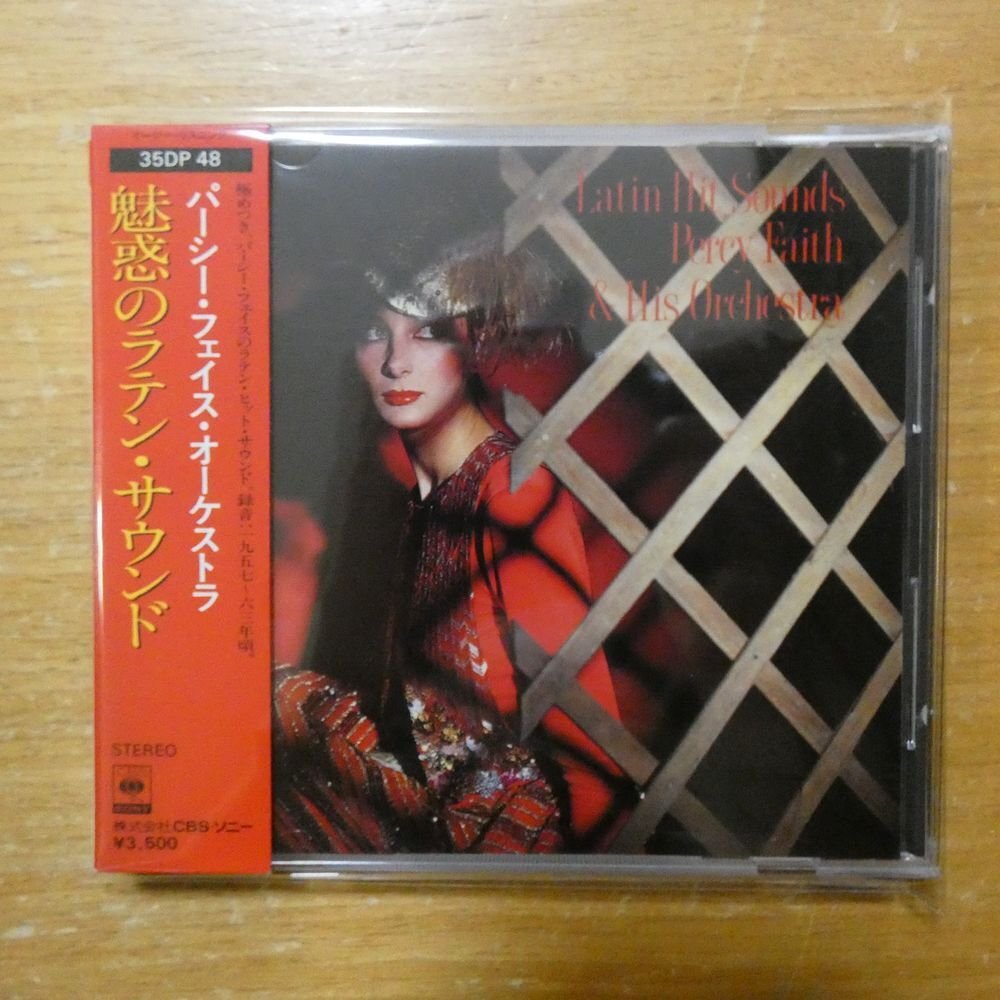 35DP 48
パーシー・フェイス・オーケストラ
魅惑のラテン・サウンド
極めつき、パーシー・フェイスのラテン・ヒット・サウンド。録音:一九五七〜六三年頃。
STEREO
株式会社CBS・ソニー
¥3,500
Latin Hit Sounds
Percy Faith
& His Orchestra